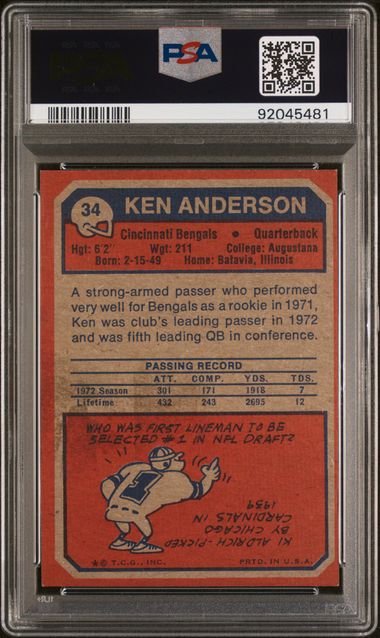 PSA
92045481
34
KEN ANDERSON
Cincinnati Bengals • Quarterback
Hgt: 6'2" Wgt: 211 College: Augustana
Born: 2-15-49 Home: Batavia, Illinois
A strong-armed passer who performed
very well for Bengals as a rookie in 1971,
Ken was club's leading passer in 1972
and was fifth leading QB in conference.
PASSING RECORD
ATT. COMP. YDS. TDS.
1972 Season 301 171 1918 7
Lifetime 432 243 2695 12
WHO WAS FIRST LINEMAN TO BE
SELECTED #1 IN NFL DRAFT?
1
KI ALDRICH - PICKED
BY CHICAGO
CARDINALS IN
1939
* © T.C.G., INC. PRTD. IN U.S.A.